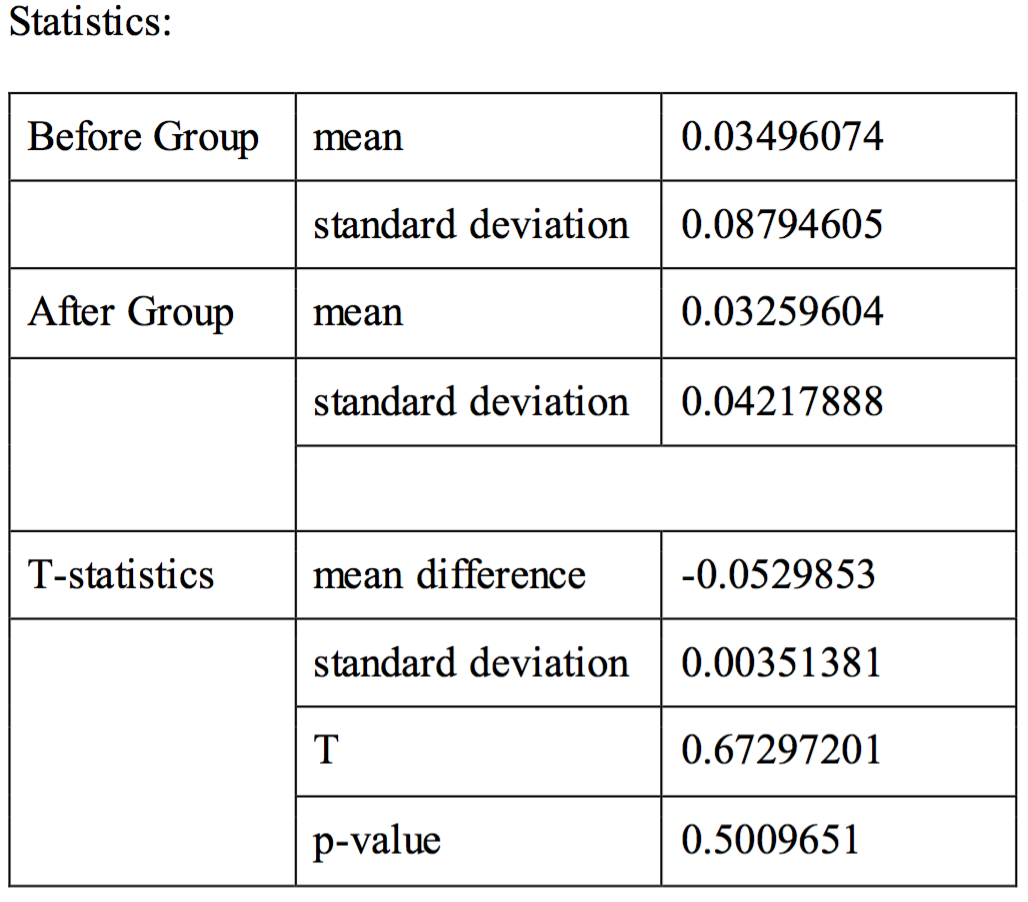 Statistics:
Before Group mean 0.03496074
standard deviation 0.08794605
After Group mean 0.03259604
standard deviation 0.04217888
T-statistics mean difference -0.0529853
standard deviation 0.00351381
T 0.67297201
p-value 0.5009651